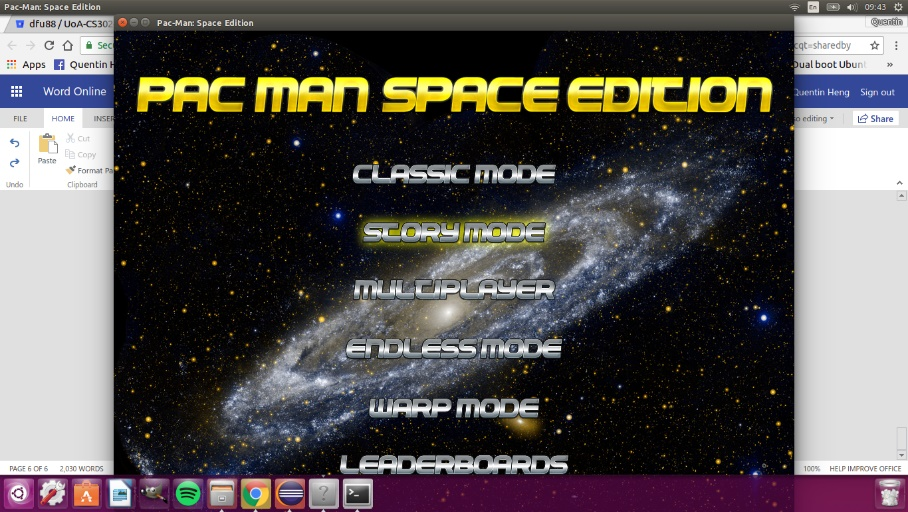 Pac-Man: Space Edition
En
09:43
dfu88 / UoA-CS302
Pac-Man: Space Edition
Quentin
Secu
cqt=sharedby
Apps
Quentin H
Dual boot Ubunt
»
Word Online
Quentin Heng
Sign out
FILE
HOME
INSER
o editing
Share
Paste
Cut
Copy
Format Pa
Undo
Clipboard
PAC MAN SPACE EDITION
CLASSIC MODE
STORY MODE
MULTIPLAYER
ENDLESS MODE
WARP MODE
LEADERBOARDS
PAGE 6 OF 6
2,030 WORDS
100%
HELP IMPROVE OFFICE